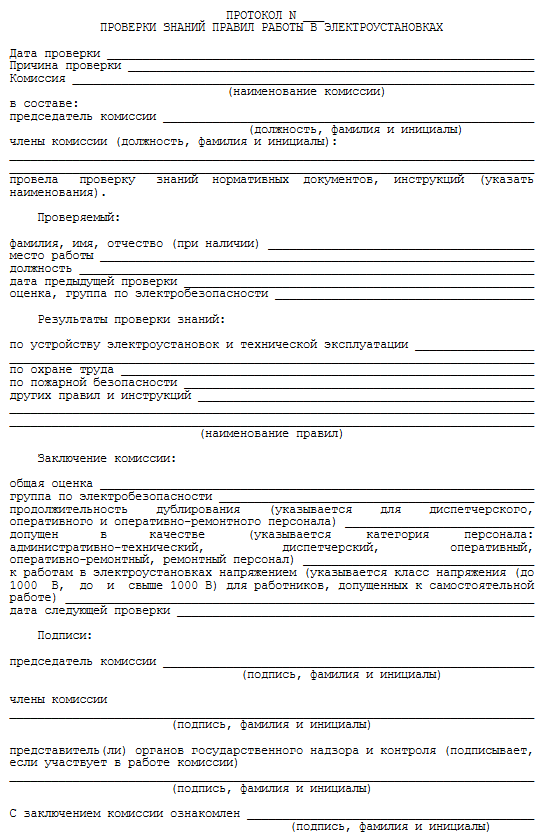 ПРОТОКОЛ N ___
ПРОВЕРКИ ЗНАНИЙ ПРАВИЛ РАБОТЫ В ЭЛЕКТРОУСТАНОВКАХ
Дата проверки
Причина проверки
Комиссия
(наименование комиссии)
в составе:
председатель комиссии
(должность, фамилия и инициалы)
члены комиссии (должность, фамилия и инициалы):
провела проверку знаний нормативных документов, инструкций (указать
наименования).
Проверяемый:
фамилия, имя, отчество (при наличии)
место работы
должность
дата предыдущей проверки
оценка, группа по электробезопасности
Результаты проверки знаний:
по устройству электроустановок и технической эксплуатации
по охране труда
по пожарной безопасности
других правил и инструкций
(наименование правил)
Заключение комиссии:
общая оценка
группа по электробезопасности
продолжительность дублирования (указывается для диспетчерского,
оперативного и оперативно-ремонтного персонала)
допущен в качестве (указывается категория персонала:
административно-технический, диспетчерский, оперативный,
оперативно-ремонтный, ремонтный персонал)
к работам в электроустановках напряжением (указывается класс напряжения (до
1000 В, до и свыше 1000 В) для работников, допущенных к самостоятельной
работе)
дата следующей проверки
Подписи:
председатель комиссии
(подпись, фамилия и инициалы)
члены комиссии
(подпись, фамилия и инициалы)
представитель(ли) органов государственного надзора и контроля (подписывает,
если участвует в работе комиссии)
(подпись, фамилия и инициалы)
С заключением комиссии ознакомлен
(подпись, фамилия и инициалы)